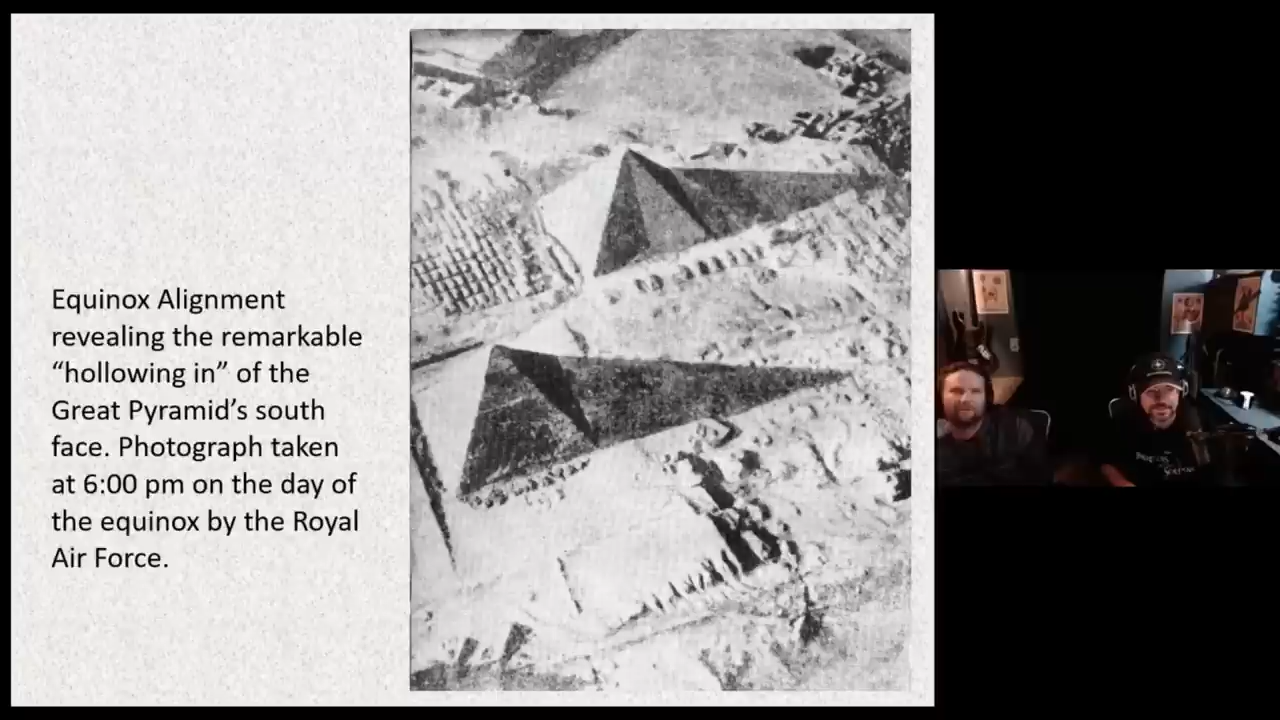 Equinox Alignment
revealing the remarkable
“hollowing in” of the
Great Pyramid’s south
face. Photograph taken
at 6:00 pm on the day of
the equinox by the Royal
Air Force.